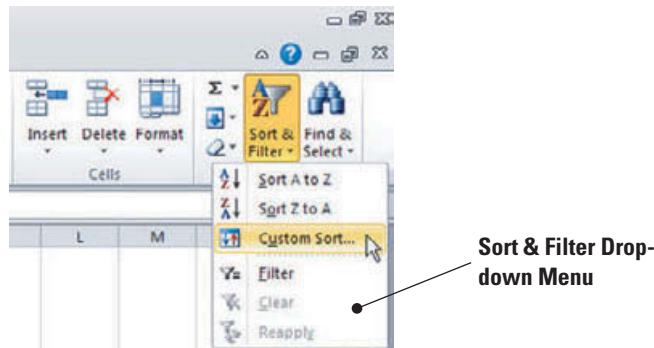 Σ
Insert Delete Format
Sort & Find &
Filter Select
Cells
A
Z Sort A to Z
Z
A Sort Z to A
L M Custom Sort...
Filter
Clear
Reapply
Sort & Filter Drop-
down Menu